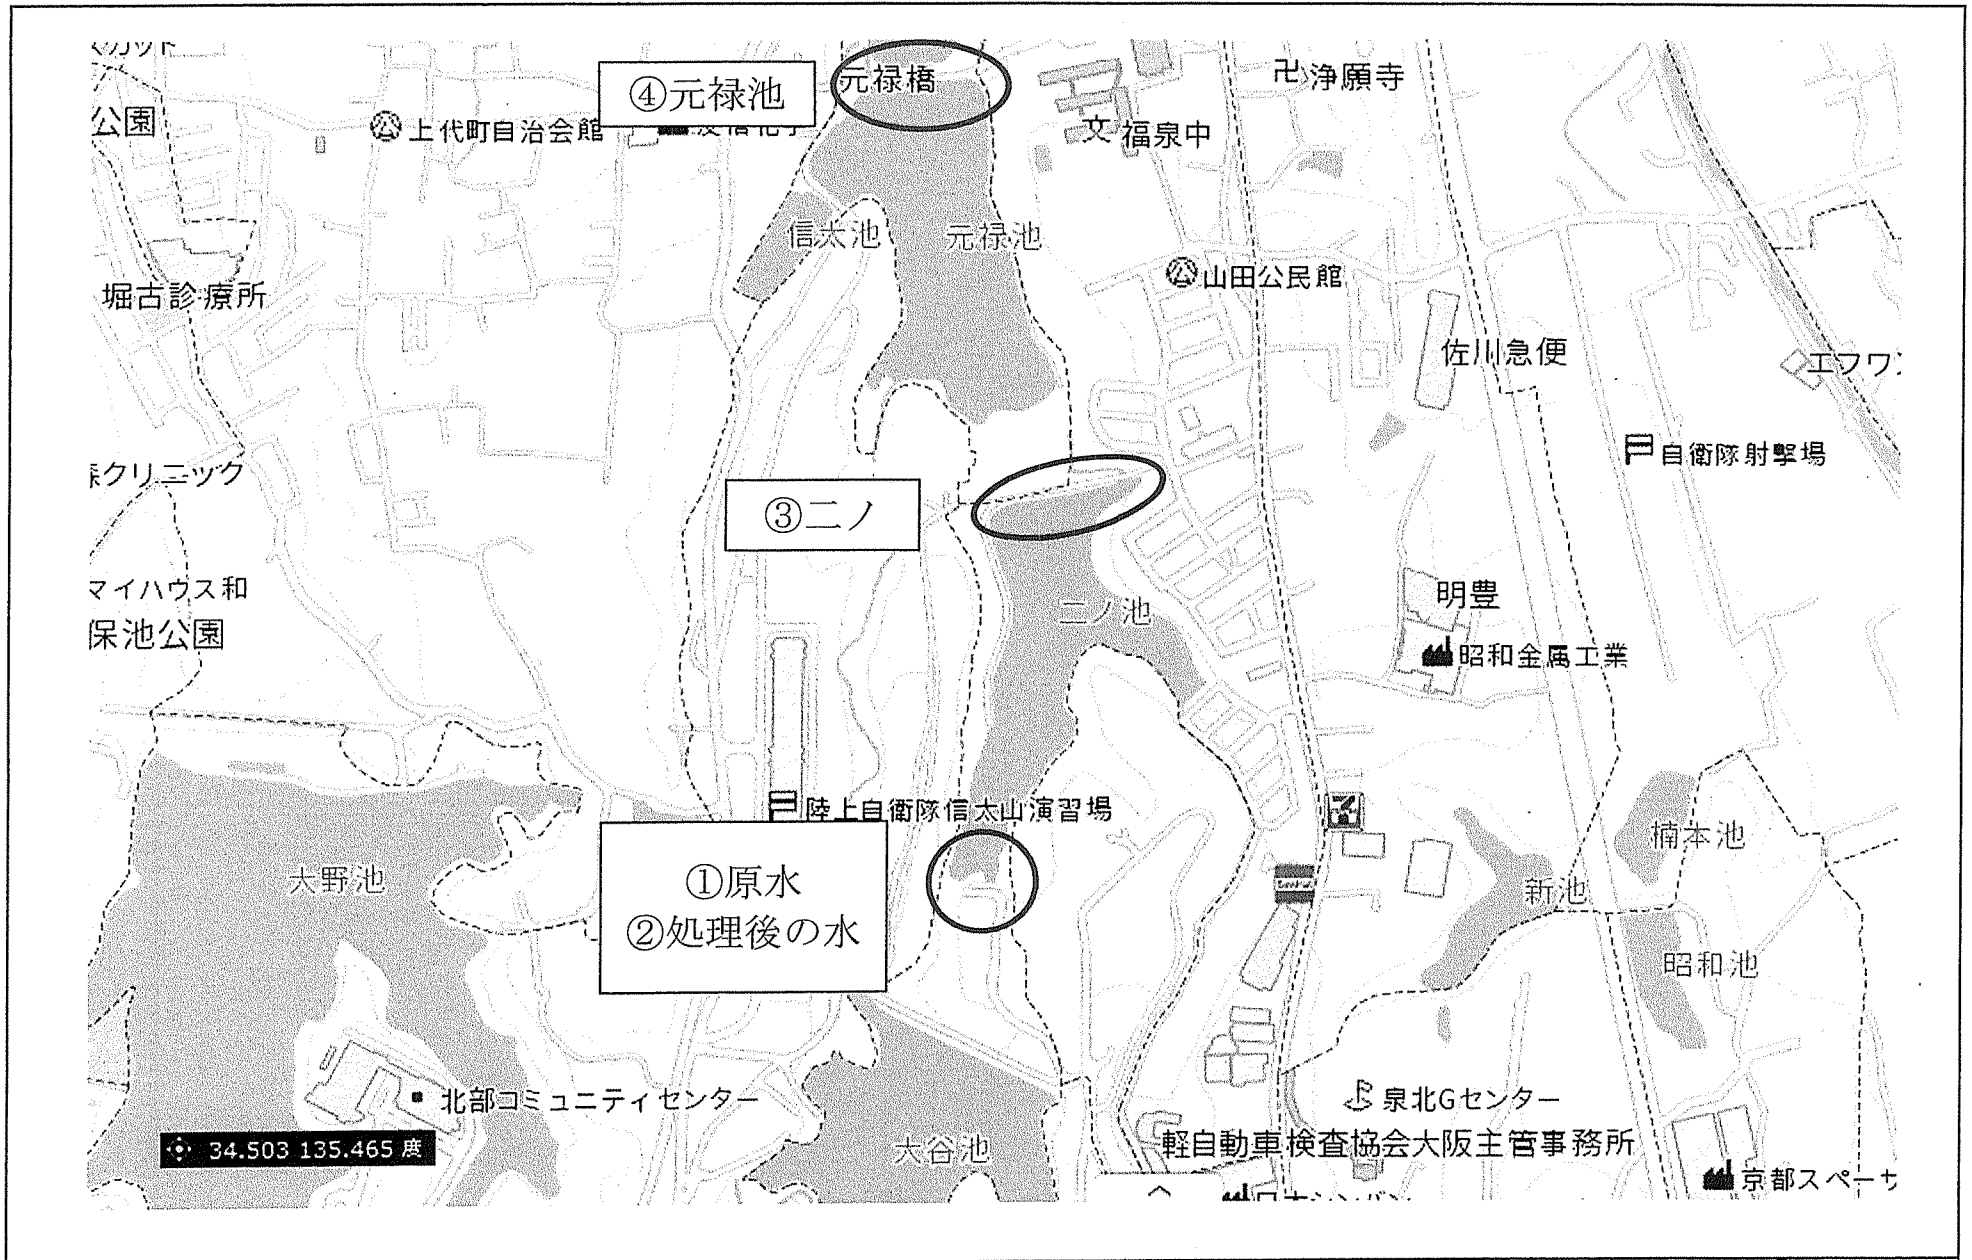 ④元禄池
元禄橋
卍浄願寺
公園
公上代町自治会館
文 福泉中
信太池
元禄池
公山田公民館
堀古診療所
佐川急便
エフワン
自衛隊射撃場
クリニック
③二ノ
マイハウス和
保池公園
二ノ池
明豊
昭和金属工業
陸上自衛隊信太山演習場
楠本池
大野池
①原水
②処理後の水
新池
昭和池
北部コミュニティセンター
泉北Gセンター
34.503 135.465 度
大谷池
軽自動車検査協会大阪主管事務所
京都スペーサ